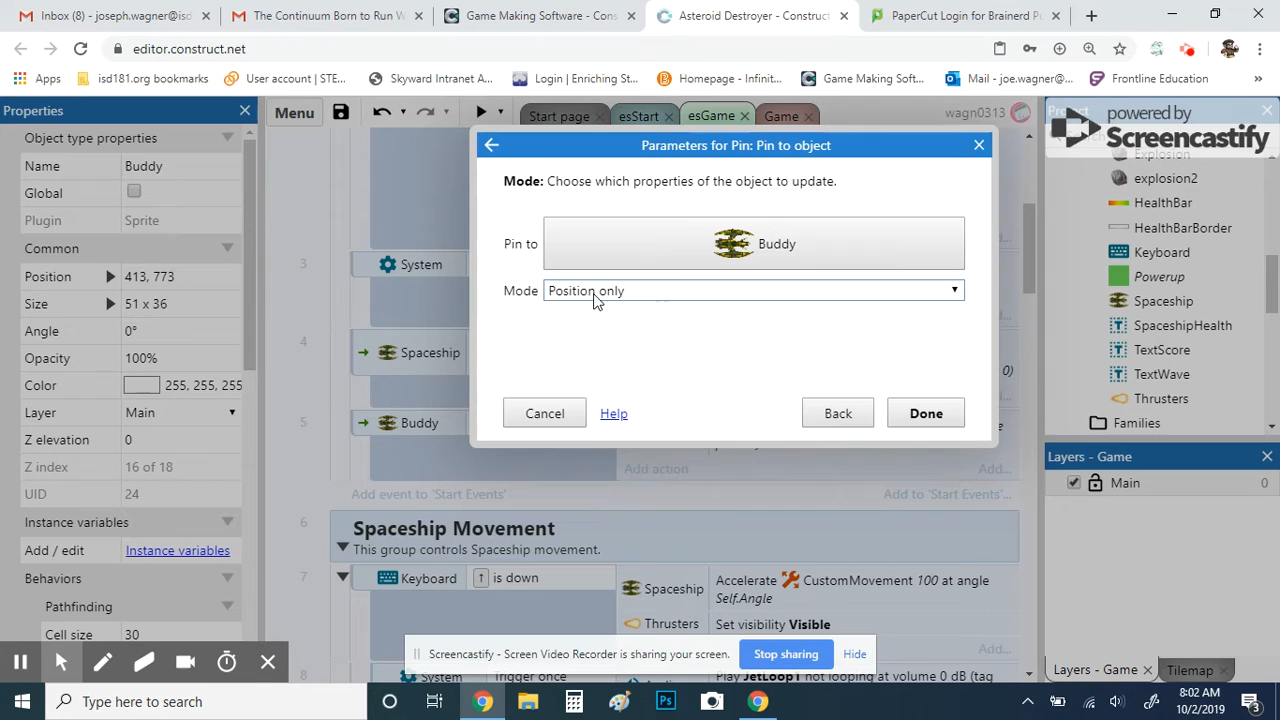 Inbox (6) - joseph.wagner@isd
The Continuum Born to Run W
Game Making Software - Cons
Asteroid Destroyer - Construct
PaperCut Login for Brainerd Pu
editor.construct.net
Apps
isd181.org bookmarks
User account | STE...
Skyward Intranet A...
Login | Enriching St...
Homepage - Infinit...
Game Making Soft...
Mail - joe.wagner@...
Frontline Education
Properties
Menu
Start page
esStart
esGame
Game
wagn0313
powered by
Screencastify
Object type properties
Name Buddy
Global
Plugin Sprite
Common
Position 413, 773
Size 51 x 36
Angle 0°
Opacity 100%
Color 255, 255, 255
Layer Main
Z elevation 0
Z index 16 of 18
UID 24
Instance variables
Add / edit Instance variables
Behaviors
Pathfinding
Cell size 30
Parameters for Pin: Pin to object
Mode: Choose which properties of the object to update.
Pin to Buddy
Mode Position only
Cancel
Help
Back
Done
3 System
4 Spaceship
0)
5 Buddy
Add action
Add...
Add event to 'Start Events'
Add to 'Start Events'...
6 Spaceship Movement
This group controls Spaceship movement.
7 Keyboard ↑ is down
Spaceship Accelerate CustomMovement 100 at angle
Self.Angle
Thrusters Set visibility Visible
Add...
8 System Trigger once
Play JetLoop1 not looping at volume 0 dB (tag
Explosion
explosion2
HealthBar
HealthBarBorder
Keyboard
Powerup
Spaceship
SpaceshipHealth
TextScore
TextWave
Thrusters
Families
Layers - Game
Main 0
Layers - Game
Tilemap
Screencastify - Screen Video Recorder is sharing your screen.
Stop sharing
Hide
Type here to search
Ps
8:02 AM
10/2/2019
3